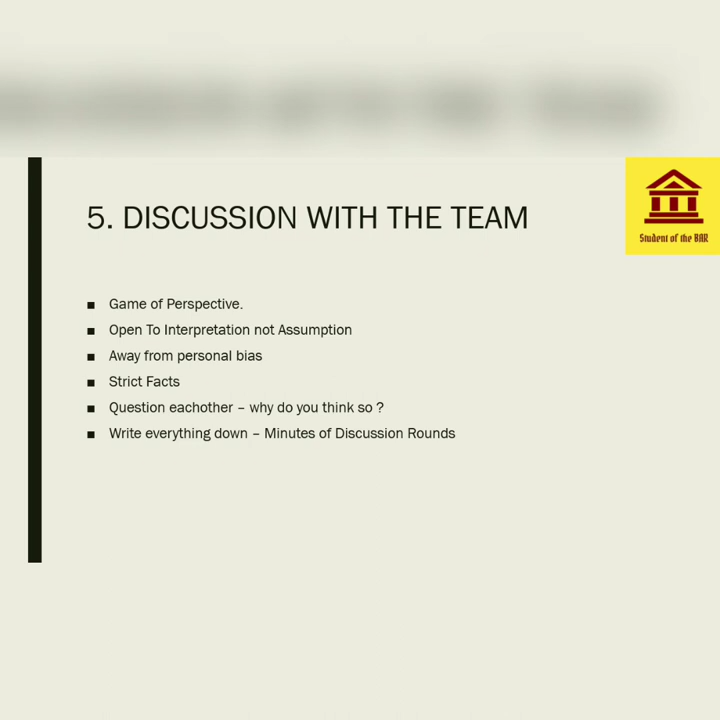 5. DISCUSSION WITH THE TEAM
Student of the BAR
■ Game of Perspective.
■ Open To Interpretation not Assumption
■ Away from personal bias
■ Strict Facts
■ Question eachother – why do you think so ?
■ Write everything down – Minutes of Discussion Rounds